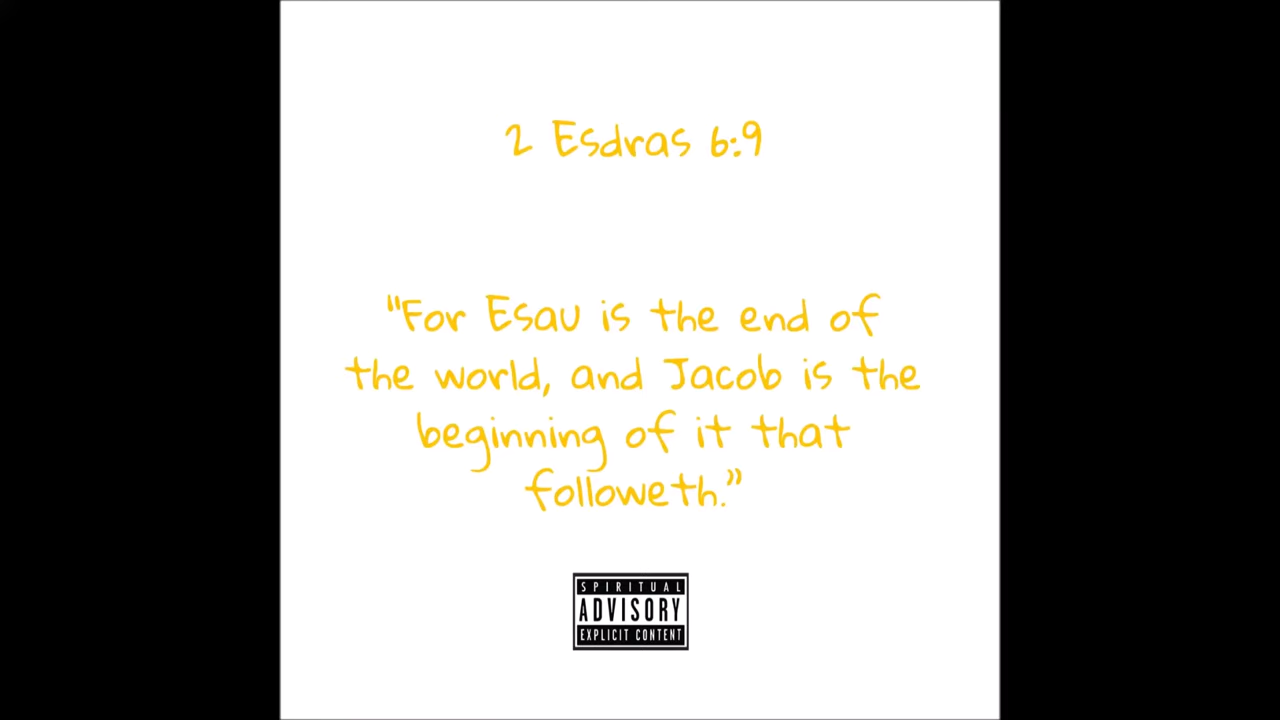 2 Esdras 6:9
"For Esau is the end of
the world, and Jacob is the
beginning of it that
followeth."
SPIRITUAL
ADVISORY
EXPLICIT CONTENT